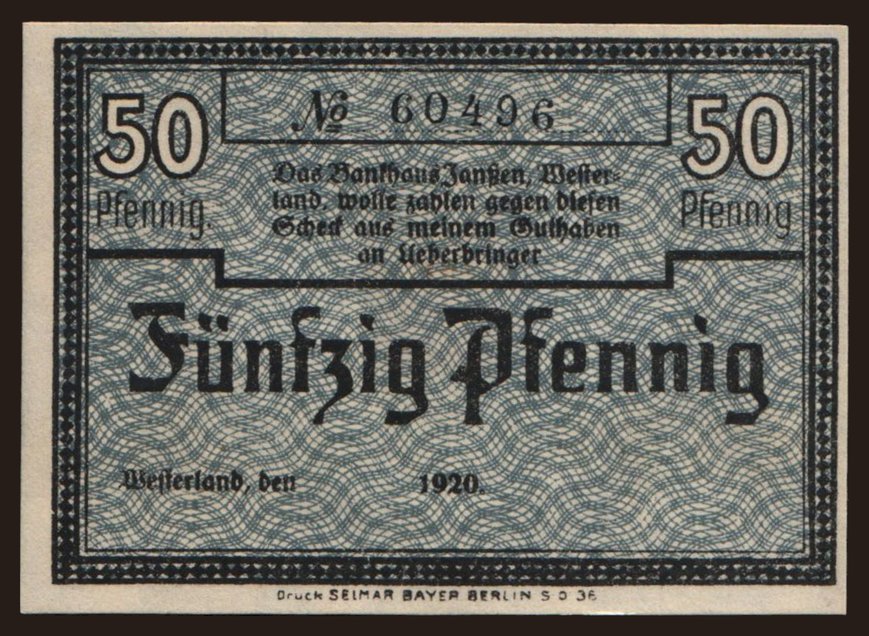 № 60496
50 50
Pfennig. Pfennig
Das Bankhaus Janßen, Wester-
land, wolle zahlen gegen diesen
Scheck aus meinem Guthaben
an Ueberbringer
Fünfzig Pfennig
Westerland, den 1920.
Druck SELMAR BAYER BERLIN S O 36